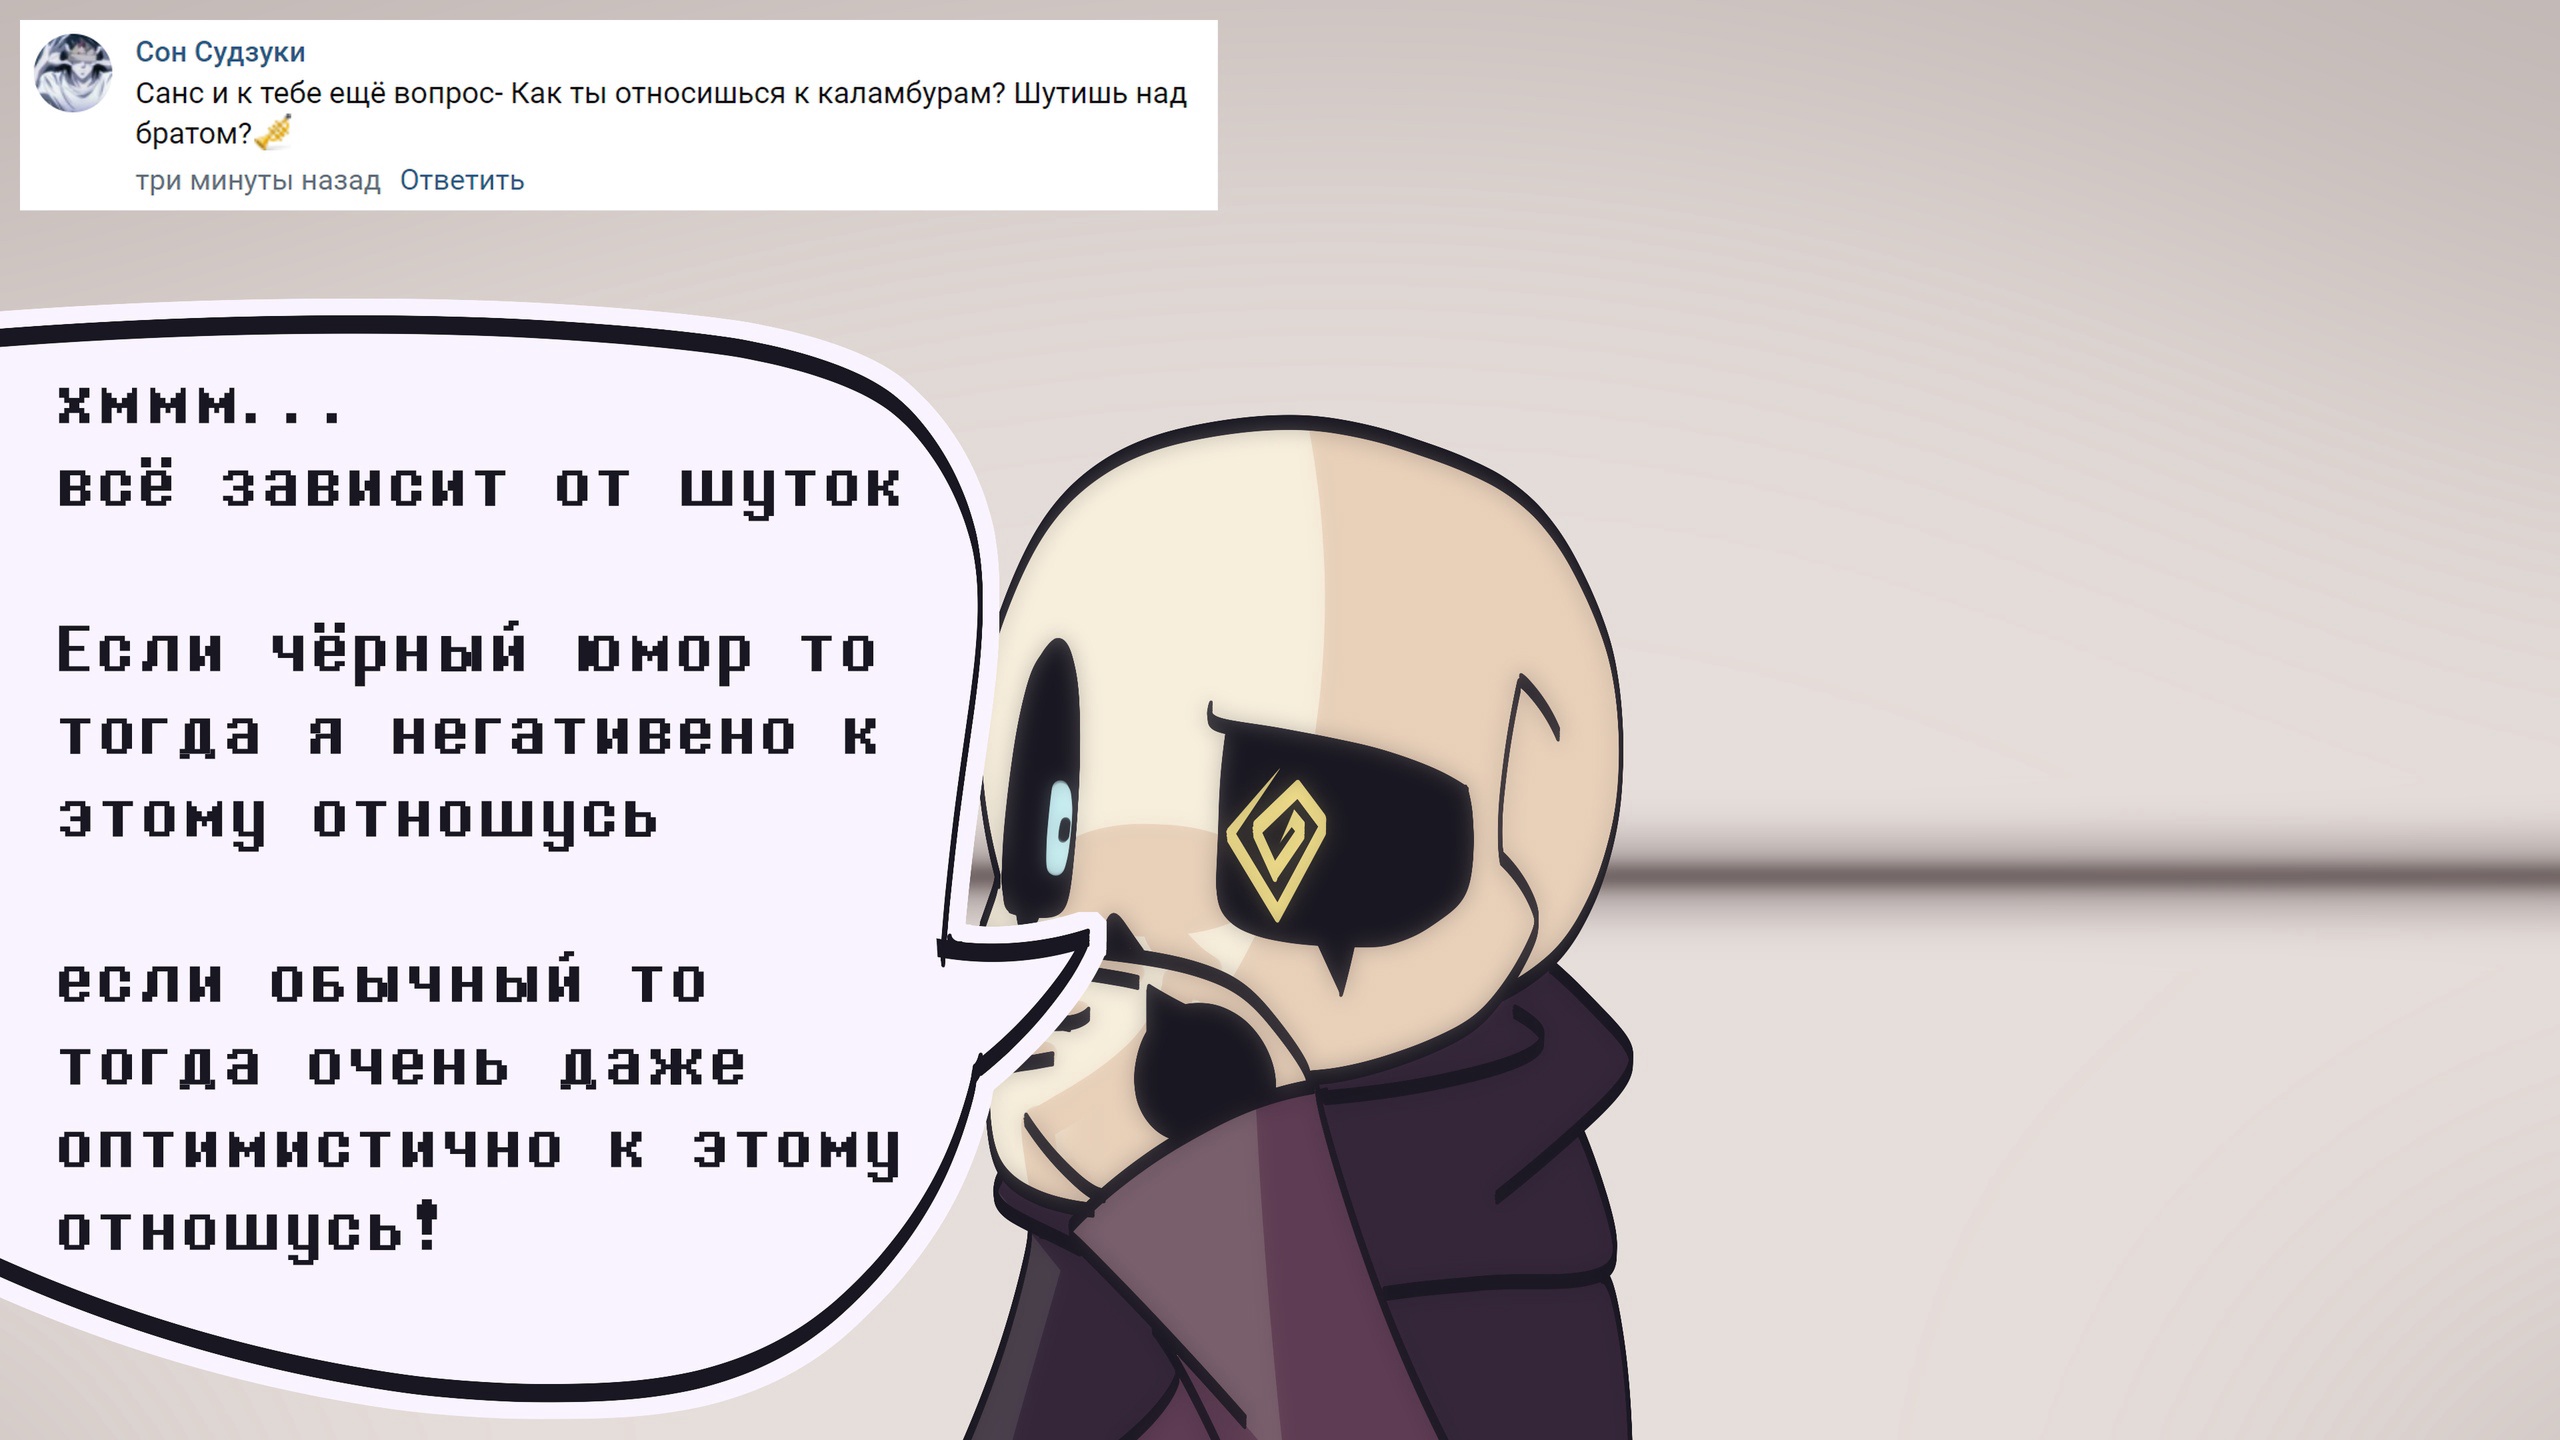 Сон Судзуки
Санс и к тебе ещё вопрос- Как ты относишься к каламбурам? Шутишь над
братом?🎺
три минуты назад Ответить
хммм...
всё зависит от шуток
Если чёрный юмор то
тогда я негативено к
этому отношусь
если обычный то
тогда очень даже
оптимистично к этому
отношусь!